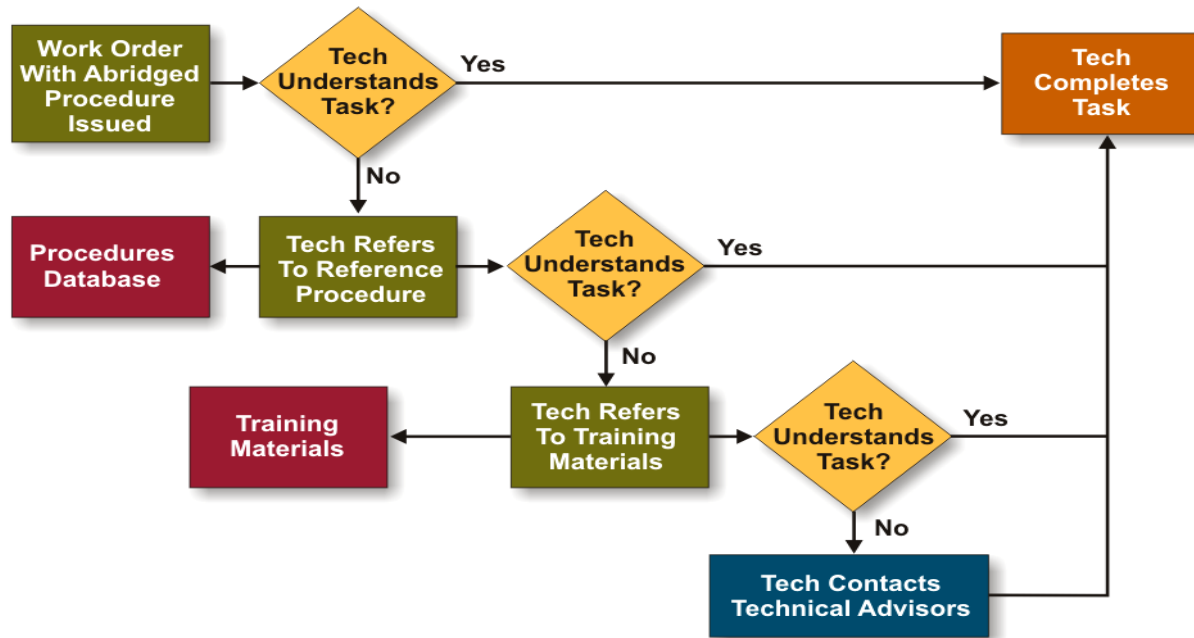 Work Order
With Abridged
Procedure
Issued
Tech
Understands
Task?
Yes
Tech
Completes
Task
No
Procedures
Database
Tech Refers
To Reference
Procedure
Tech
Understands
Task?
Yes
No
Training
Materials
Tech Refers
To Training
Materials
Tech
Understands
Task?
Yes
No
Tech Contacts
Technical Advisors